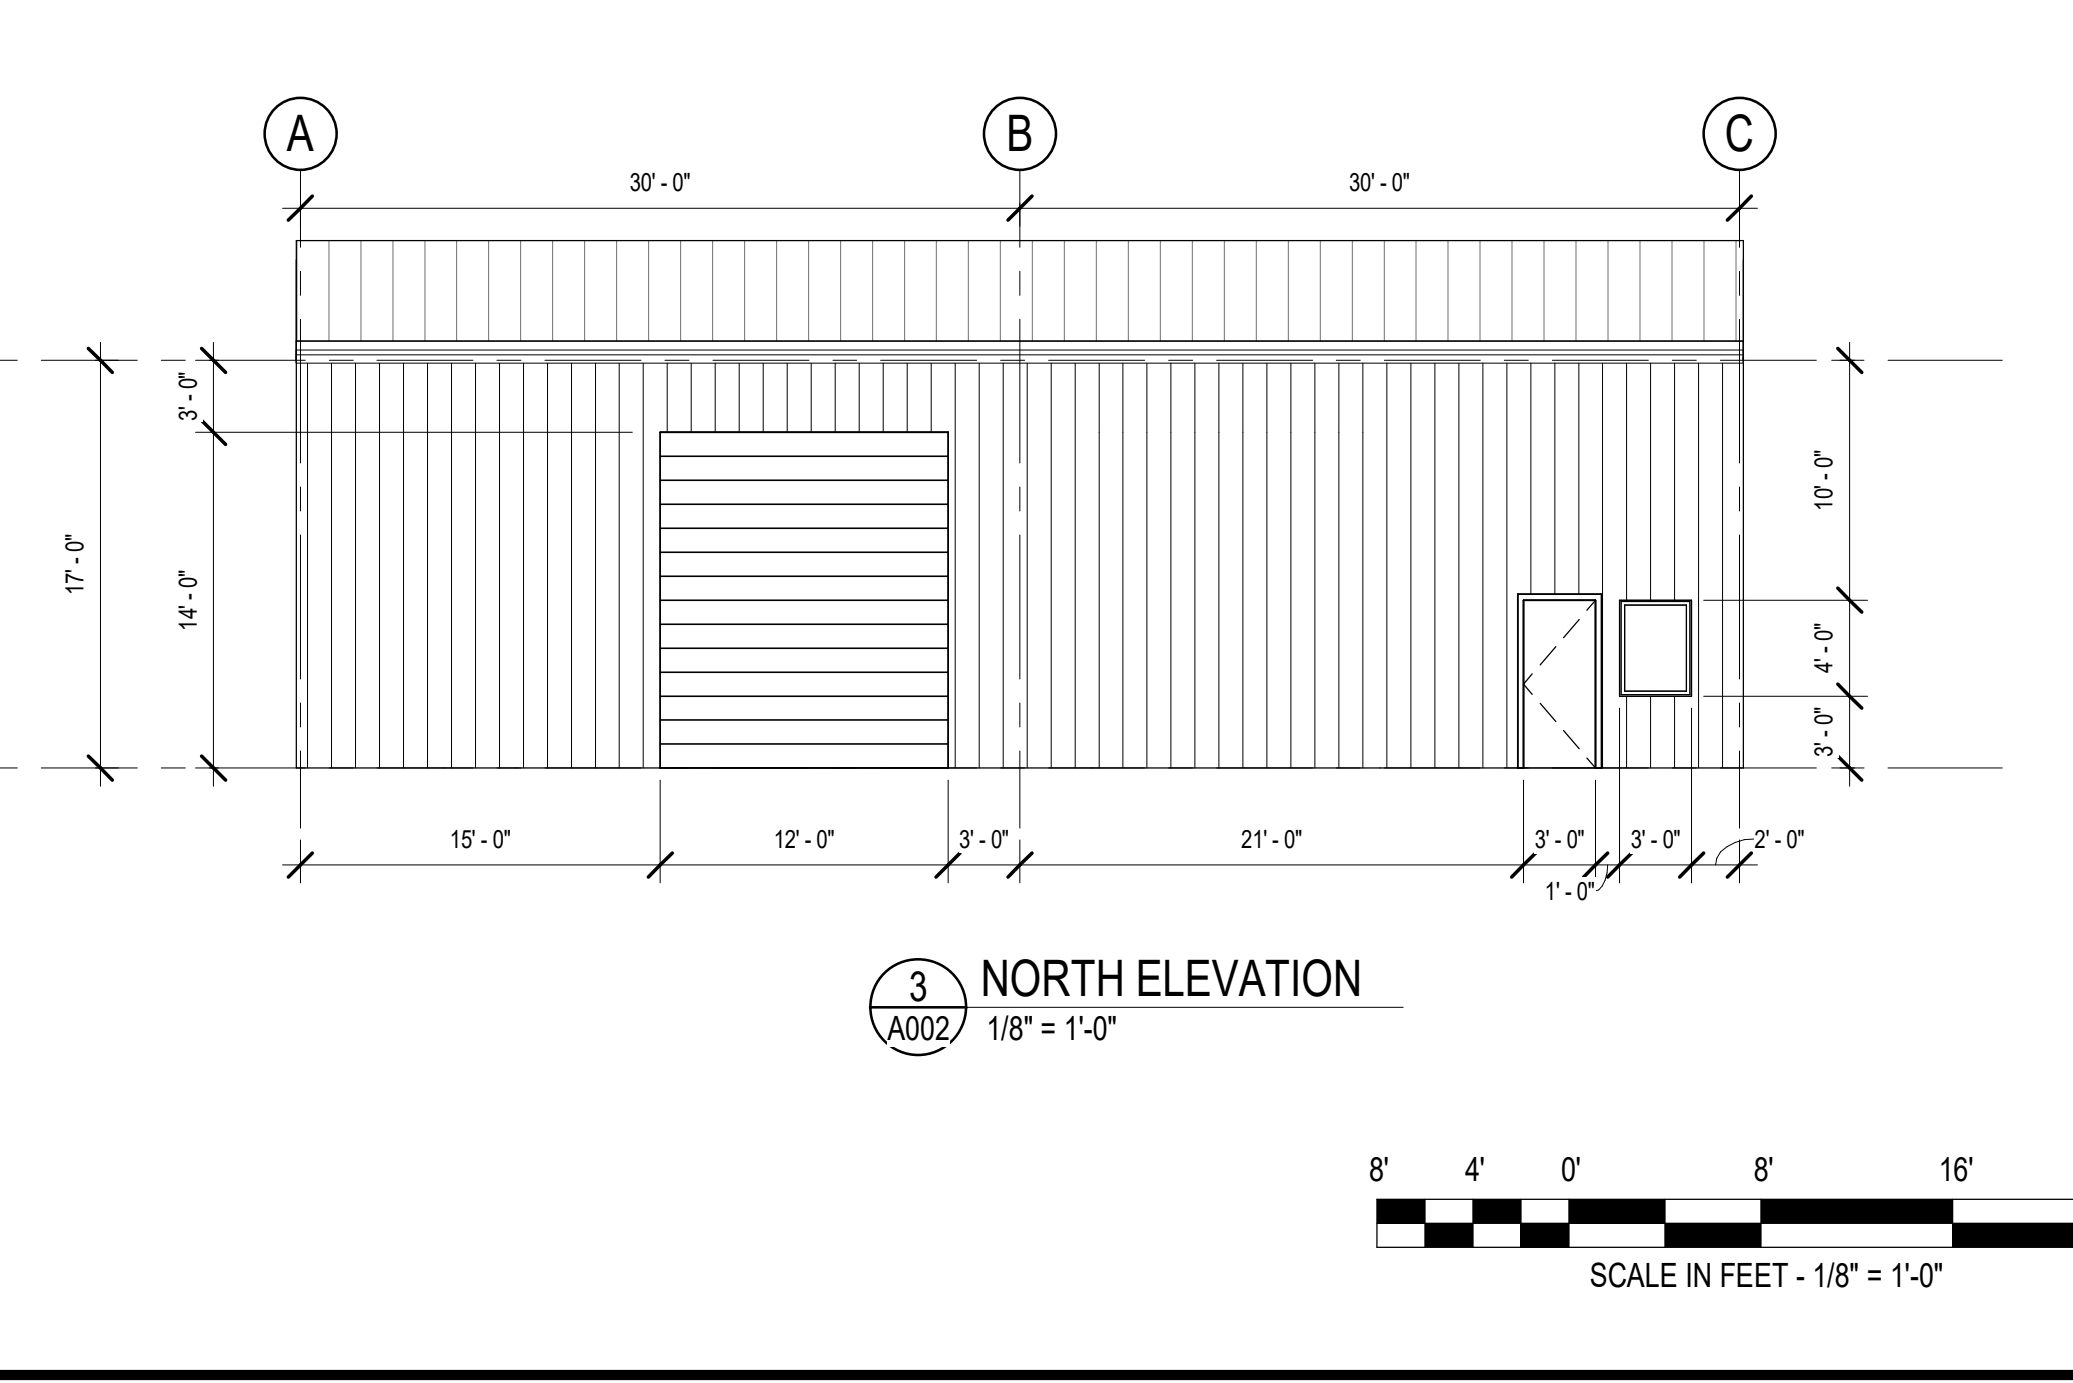 A
B
C
30' - 0"
30' - 0"
3' - 0"
17' - 0"
14' - 0"
10' - 0"
4' - 0"
3' - 0"
15' - 0"
12' - 0"
3' - 0"
21' - 0"
3' - 0"
3' - 0"
2' - 0"
1' - 0"
3
NORTH ELEVATION
A002
1/8" = 1'-0"
8' 4' 0' 8' 16'
SCALE IN FEET - 1/8" = 1'-0"